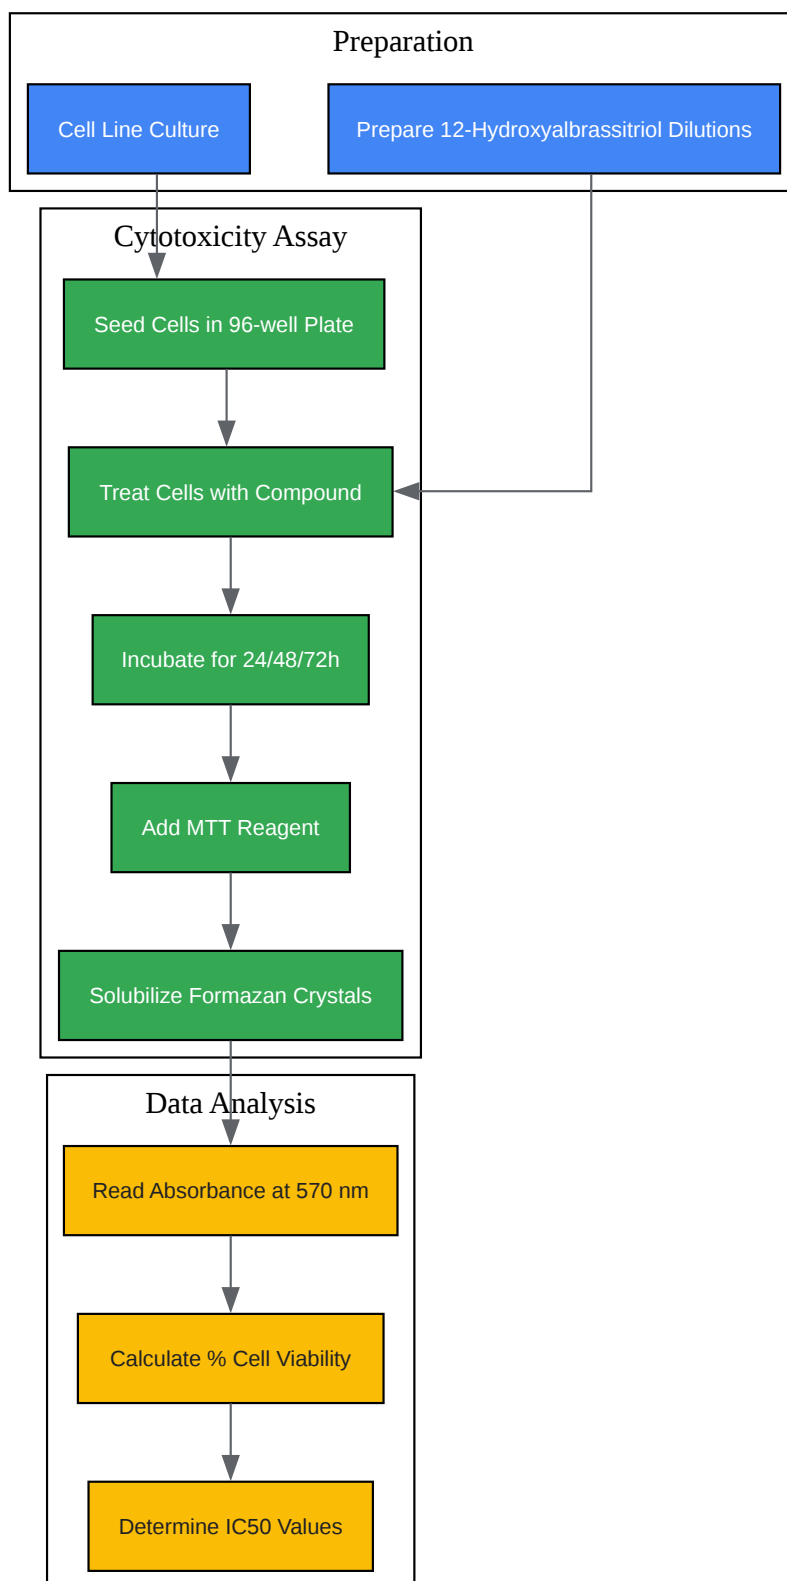 Preparation
Cell Line Culture
Prepare 12-Hydroxyalbrassitriol Dilutions
Cytotoxicity Assay
Seed Cells in 96-well Plate
Treat Cells with Compound
Incubate for 24/48/72h
Add MTT Reagent
Solubilize Formazan Crystals
Data Analysis
Read Absorbance at 570 nm
Calculate % Cell Viability
Determine IC50 Values